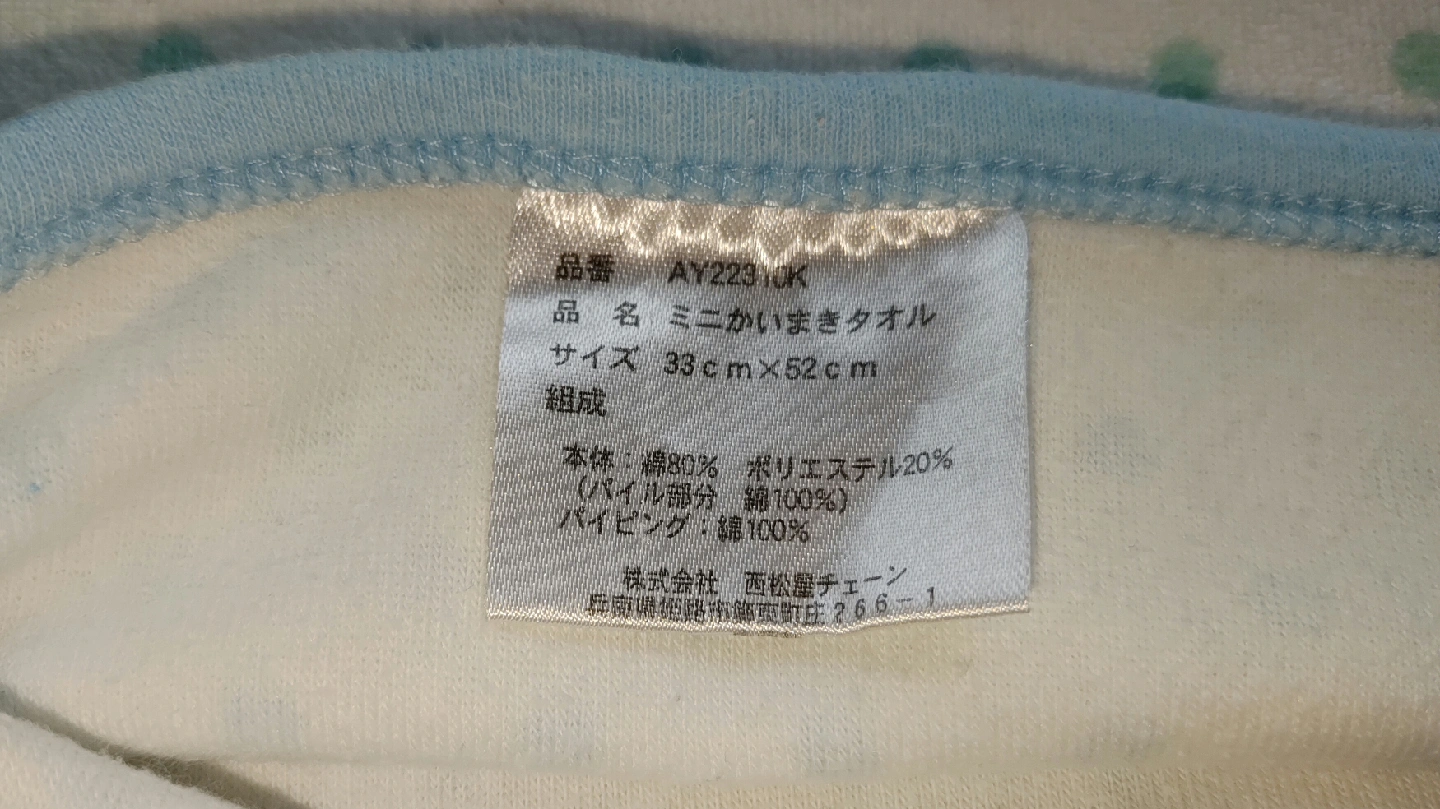 品番 AY22310K
品 名 ミニかいまきタオル
サイズ 33cm×52cm
組成
本体:綿80% ポリエステル20%
(パイル部分 綿100%)
パイピング:綿100%
株式会社 西松屋チェーン
兵庫県姫路市飾東町庄266-1